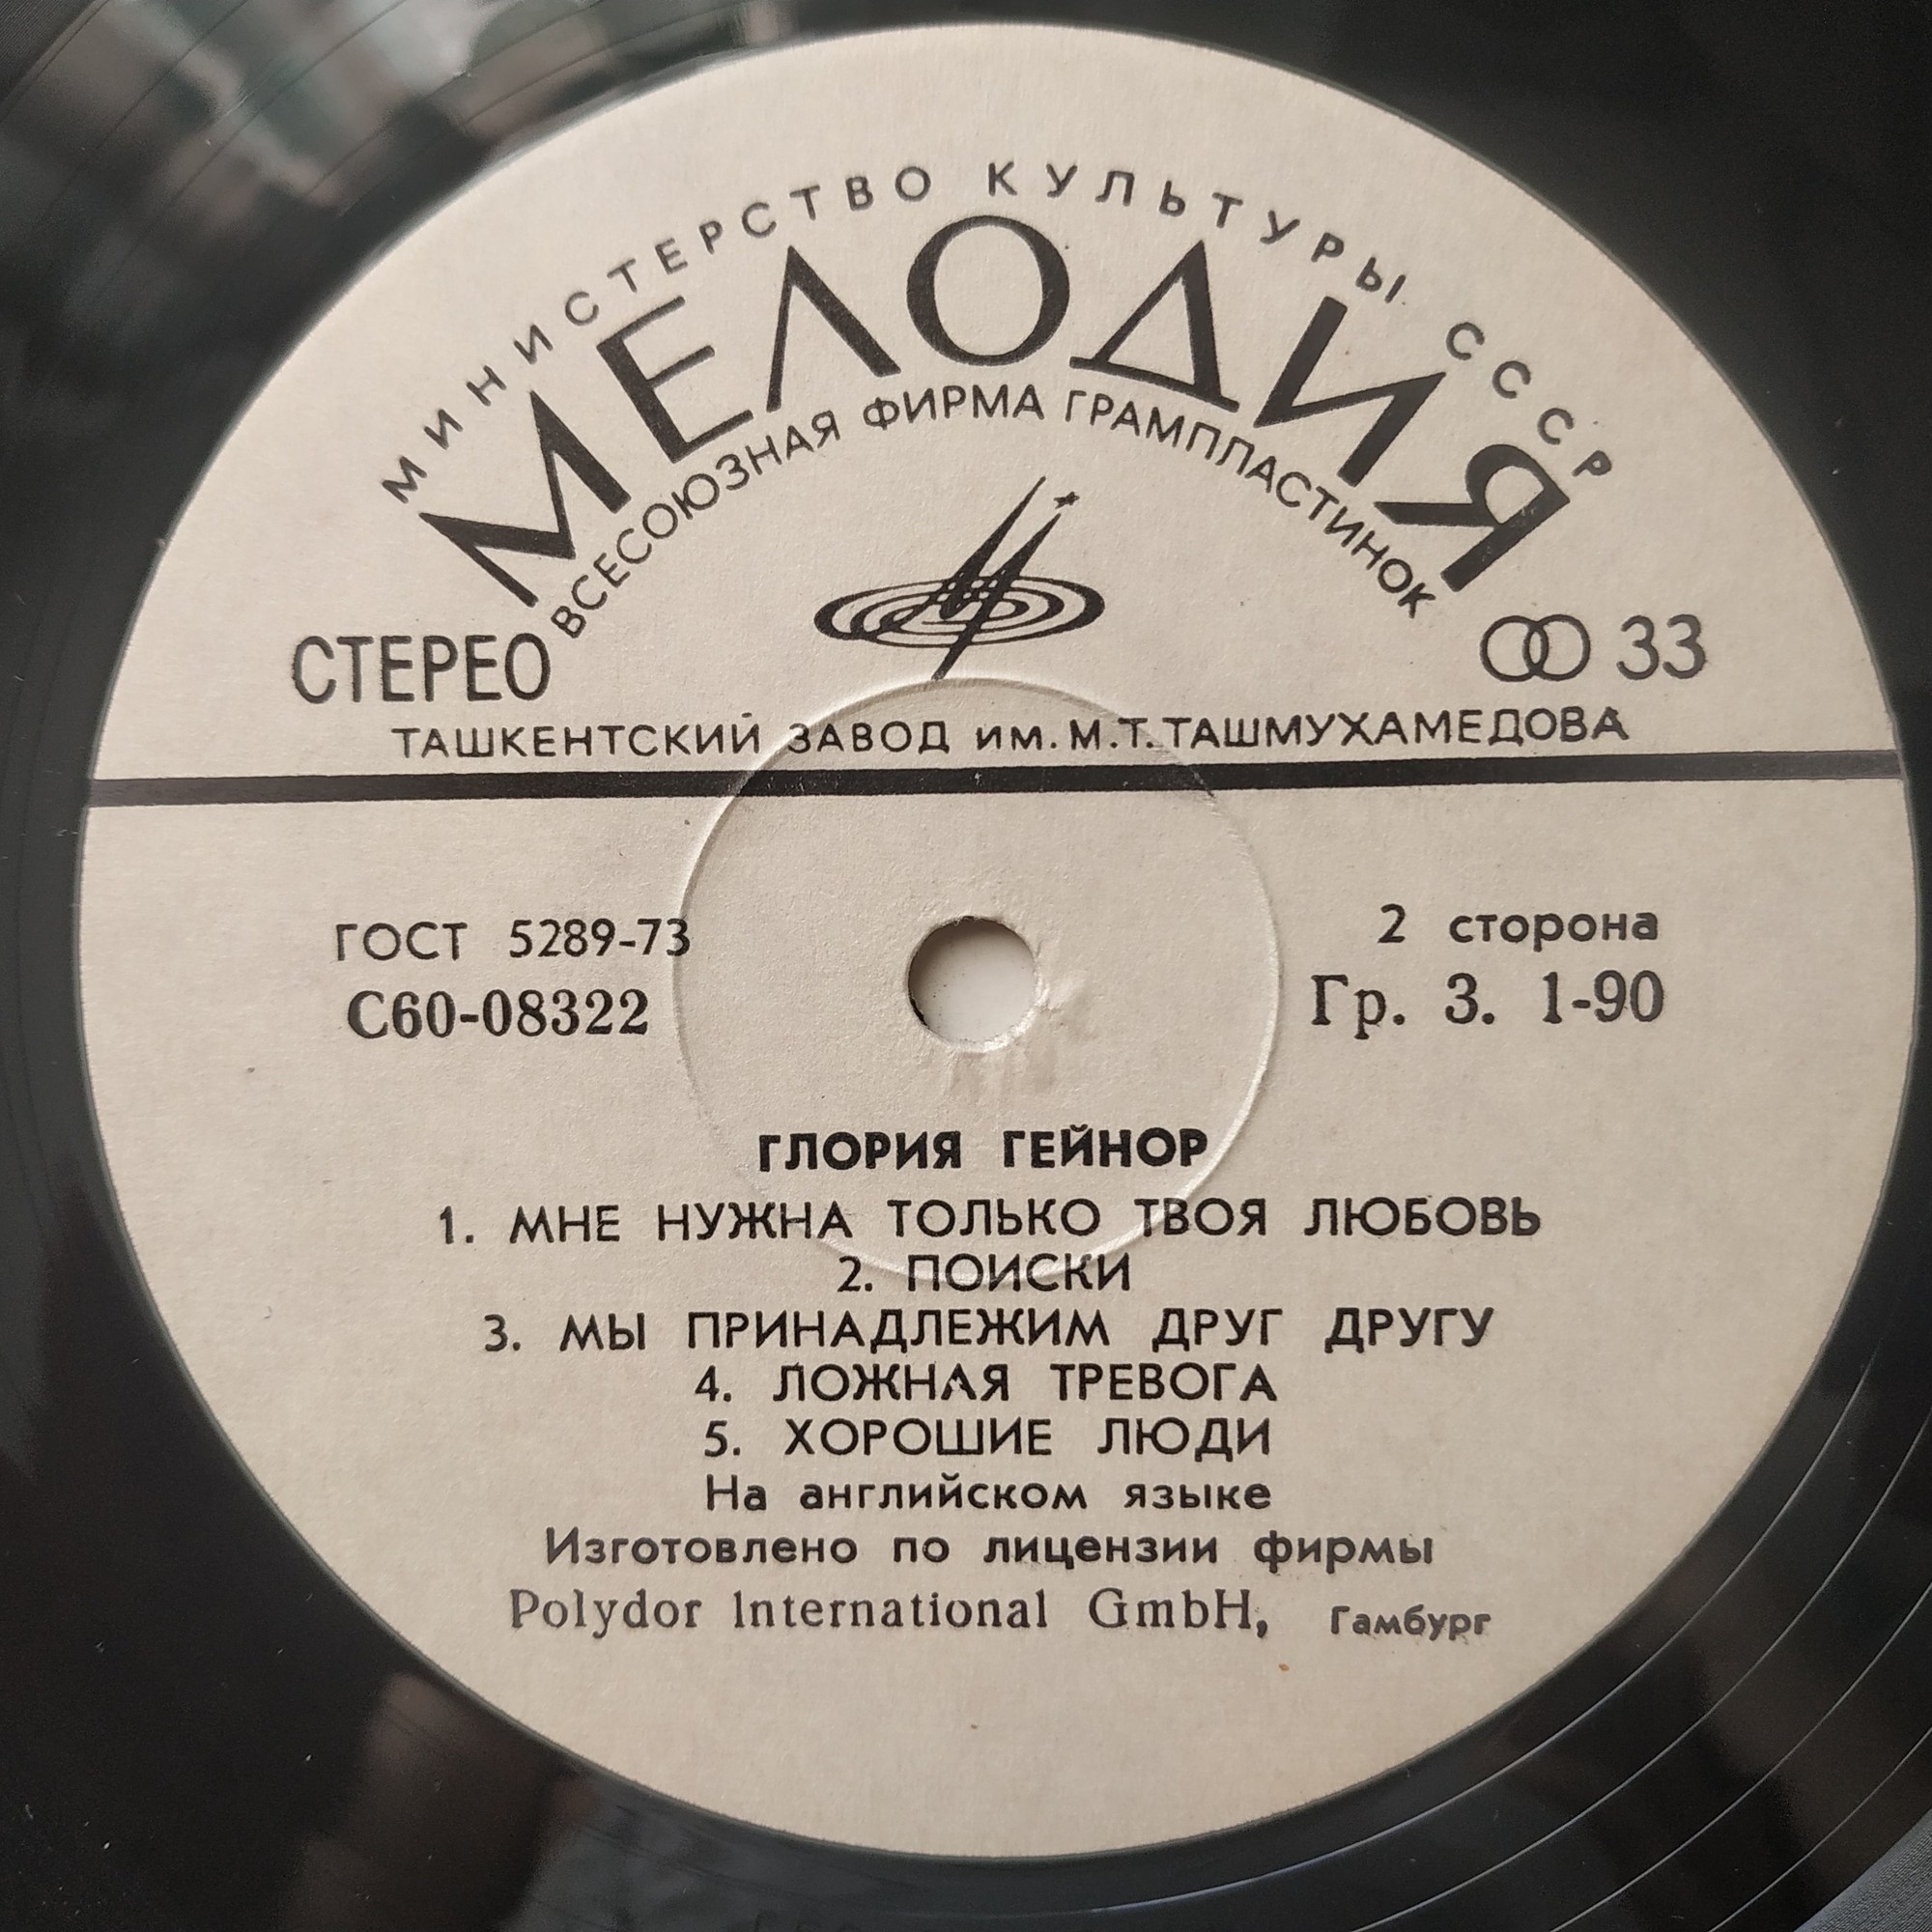 МИНИСТЕРСТВО КУЛЬТУРЫ СССР
МЕЛОДИЯ
ВСЕСОЮЗНАЯ ФИРМА ГРАМПЛАСТИНОК
СТЕРЕО
33
ТАШКЕНТСКИЙ ЗАВОД им. М.Т. ТАШМУХАМЕДОВА
ГОСТ 5289-73
2 сторона
С60-08322
Гр. 3. 1-90
ГЛОРИЯ ГЕЙНОР
1. МНЕ НУЖНА ТОЛЬКО ТВОЯ ЛЮБОВЬ
2. ПОИСКИ
3. МЫ ПРИНАДЛЕЖИМ ДРУГ ДРУГУ
4. ЛОЖНАЯ ТРЕВОГА
5. ХОРОШИЕ ЛЮДИ
На английском языке
Изготовлено по лицензии фирмы
Polydor International GmbH, Гамбург